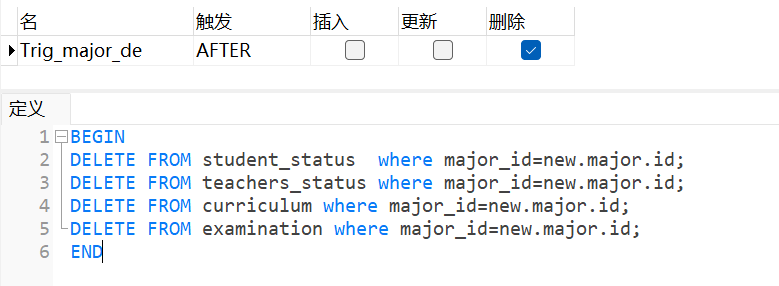 名 触发 插入 更新 删除
Trig_major_de AFTER
定义
1 BEGIN
2 DELETE FROM student_status  where major_id=new.major.id;
3 DELETE FROM teachers_status where major_id=new.major.id;
4 DELETE FROM curriculum where major_id=new.major.id;
5 DELETE FROM examination where major_id=new.major.id;
6 END